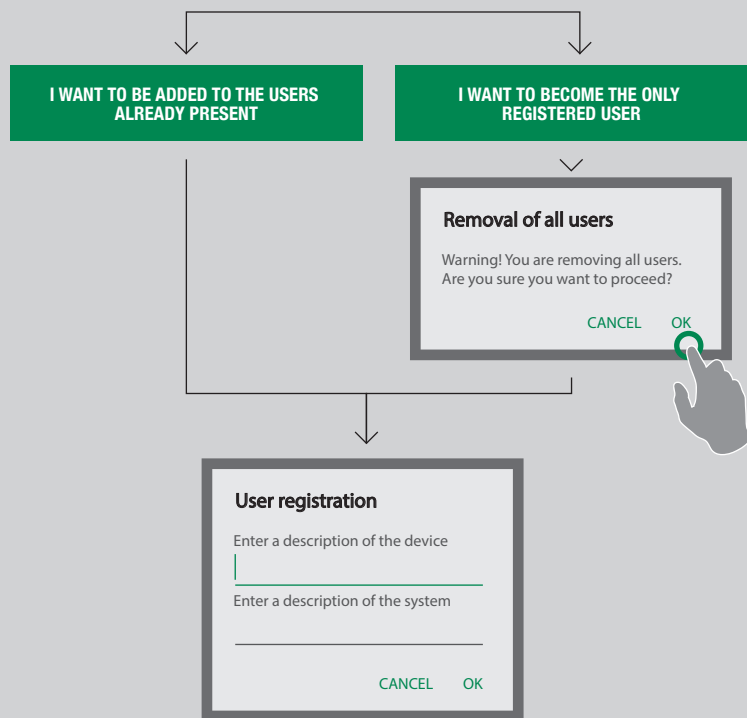 I WANT TO BE ADDED TO THE USERS
ALREADY PRESENT
I WANT TO BECOME THE ONLY
REGISTERED USER
Removal of all users
Warning! You are removing all users.
Are you sure you want to proceed?
CANCEL OK
User registration
Enter a description of the device
Enter a description of the system
CANCEL OK